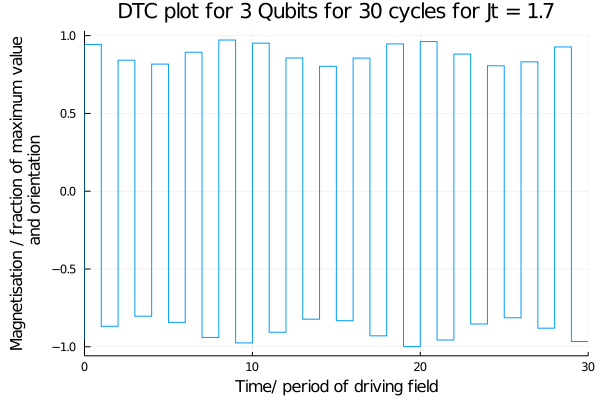 DTC plot for 3 Qubits for 30 cycles for Jt = 1.7
Magnetisation / fraction of maximum value
and orientation
1.0
0.5
0.0
−0.5
−1.0
0
10
20
30
Time/ period of driving field